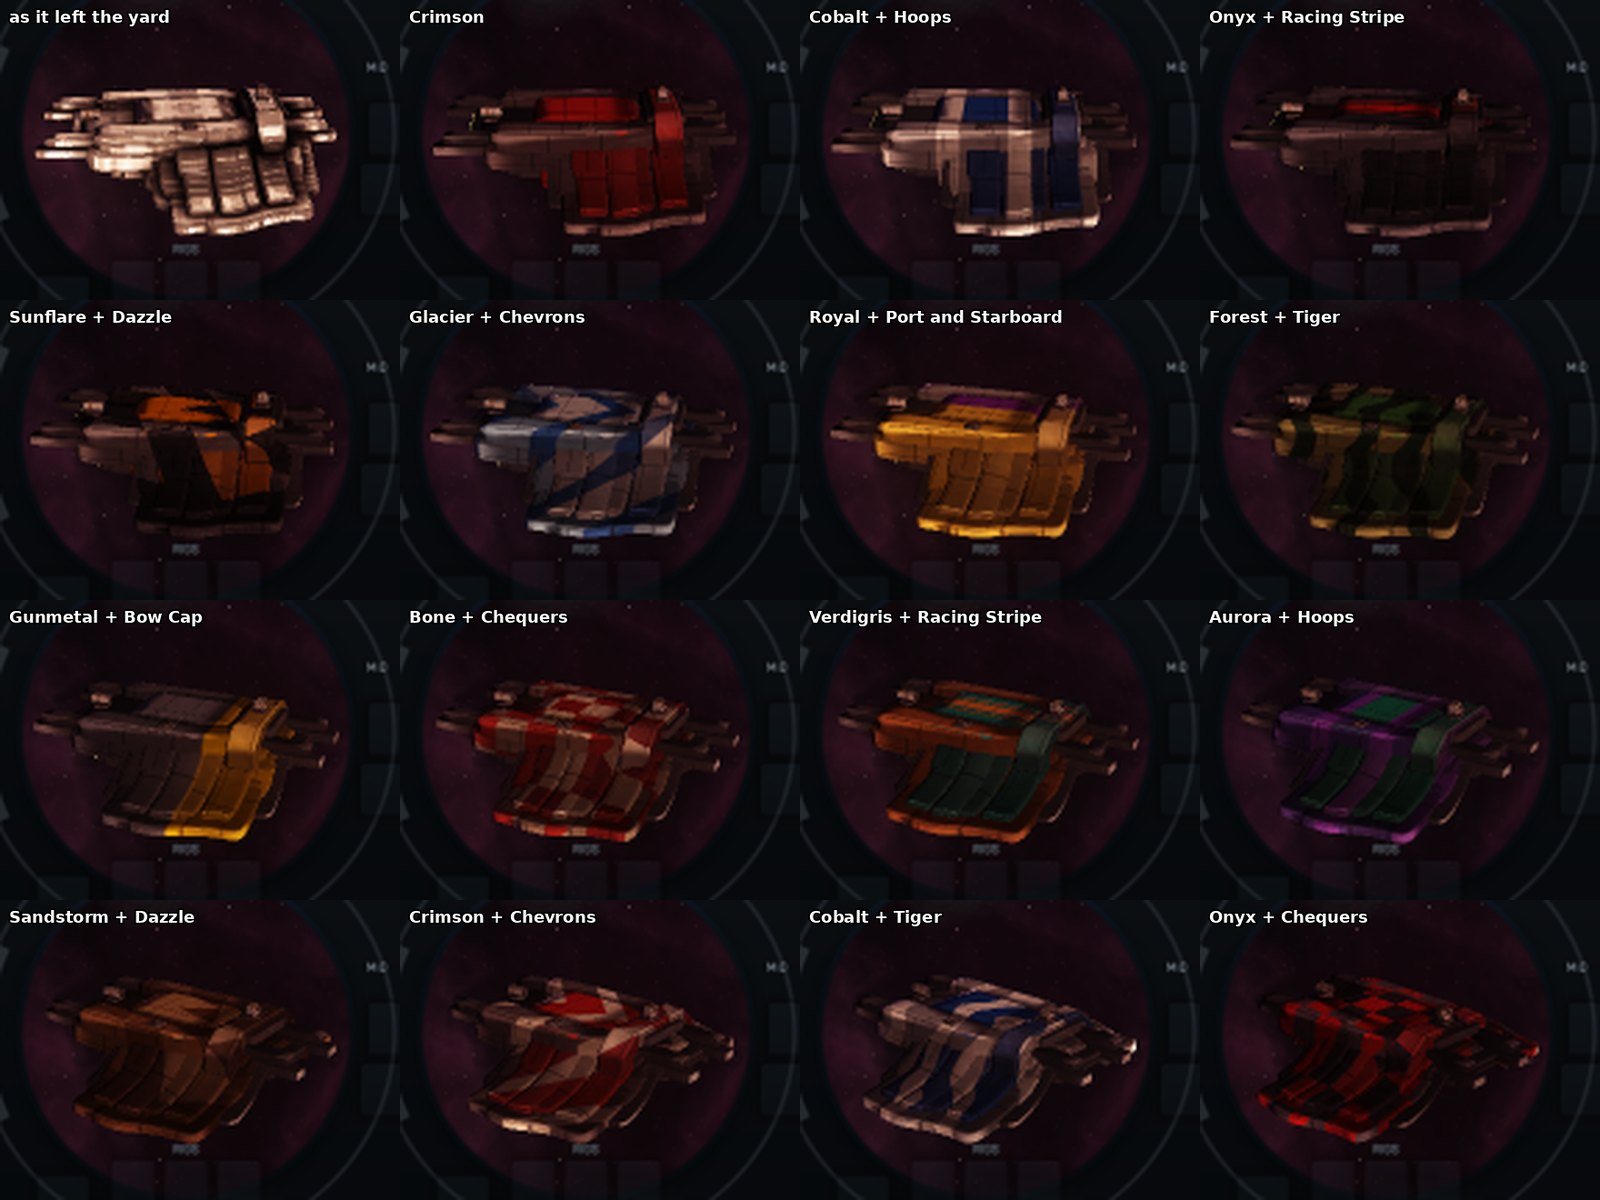 as it left the yard
Crimson
Cobalt + Hoops
Onyx + Racing Stripe
Sunflare + Dazzle
Glacier + Chevrons
Royal + Port and Starboard
Forest + Tiger
Gunmetal + Bow Cap
Bone + Chequers
Verdigris + Racing Stripe
Aurora + Hoops
Sandstorm + Dazzle
Crimson + Chevrons
Cobalt + Tiger
Onyx + Chequers